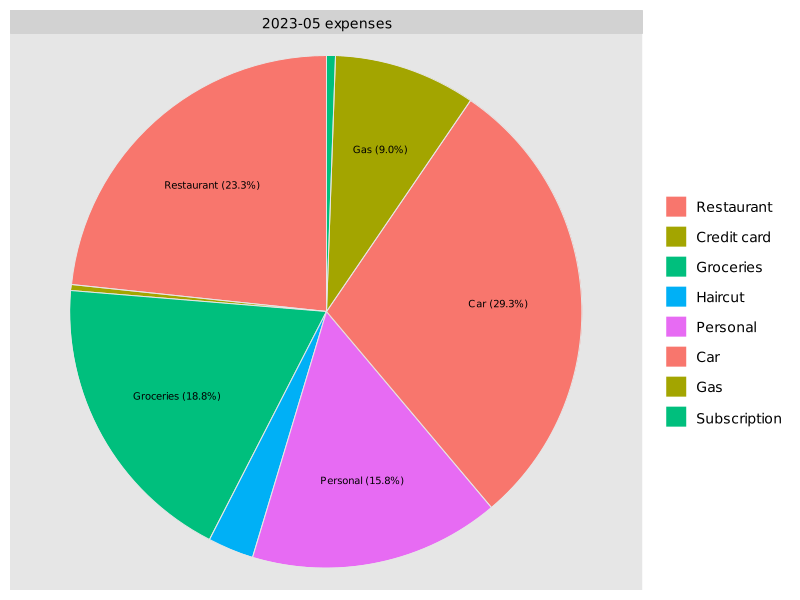 2023-05 expenses
Gas (9.0%)
Restaurant (23.3%)
Car (29.3%)
Groceries (18.8%)
Personal (15.8%)
Restaurant
Credit card
Groceries
Haircut
Personal
Car
Gas
Subscription